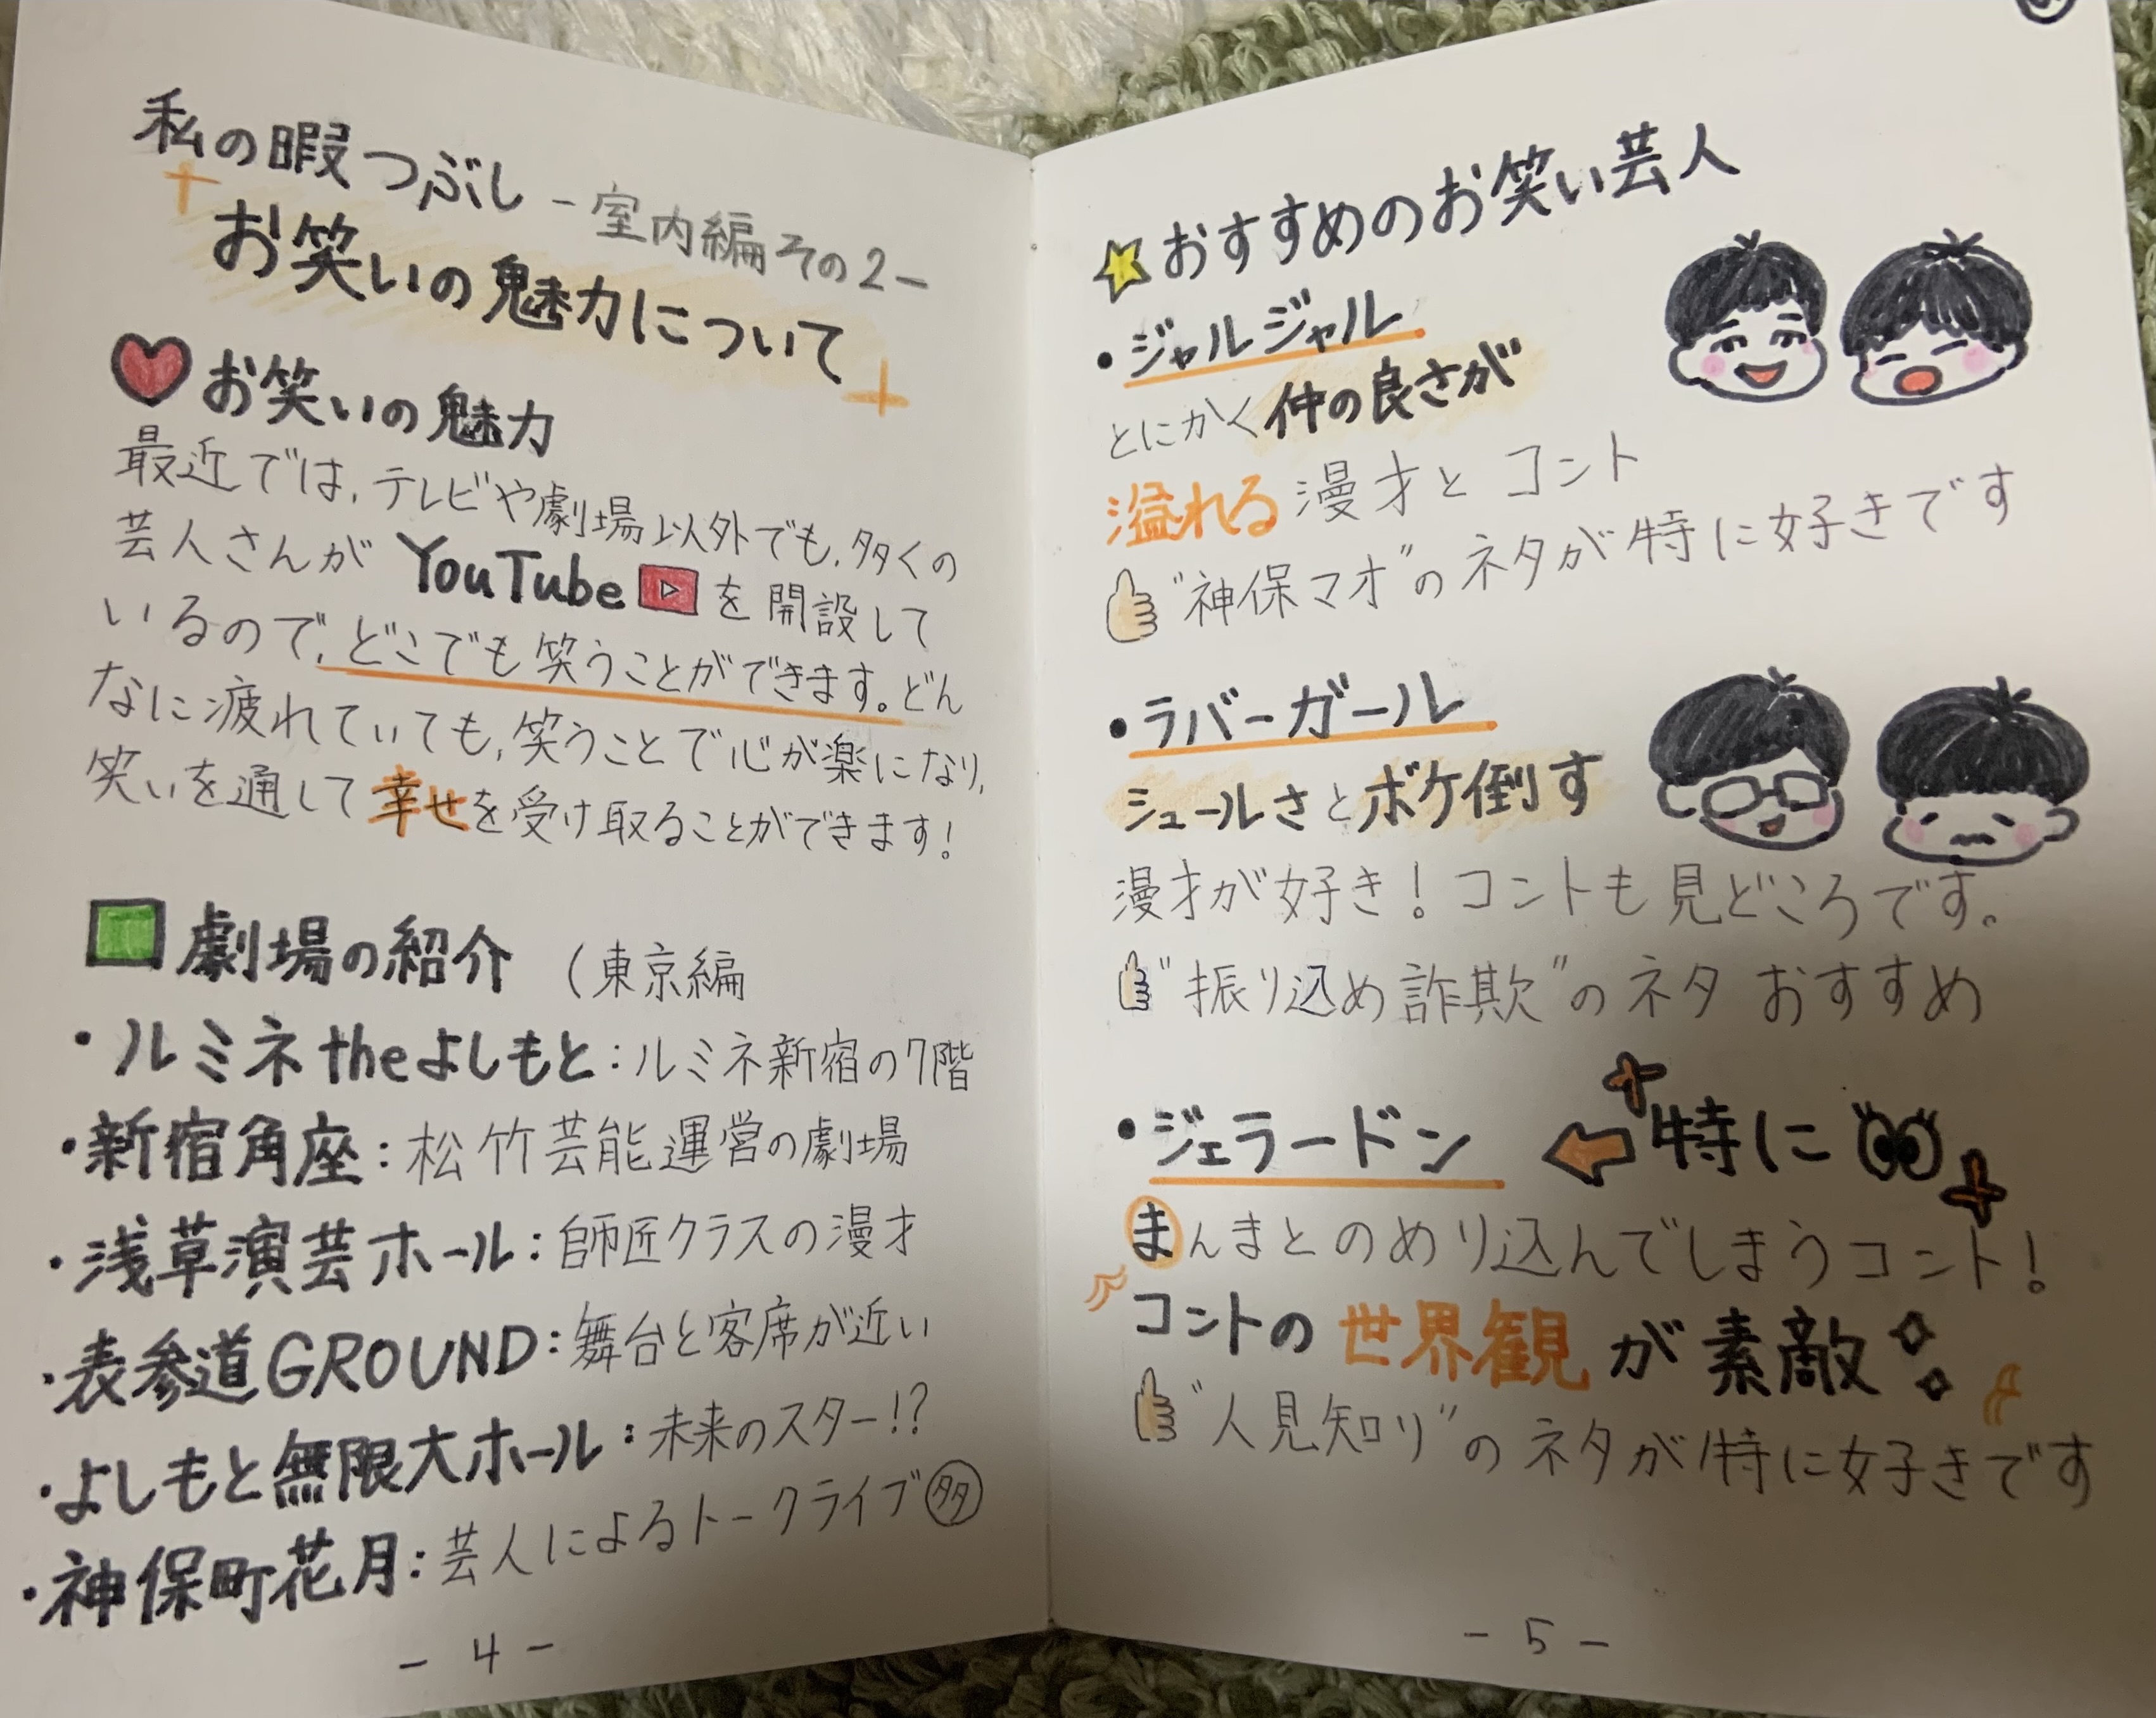 私の暇つぶし -室内編その2-
お笑いの魅力について
お笑いの魅力
最近では,テレビや劇場以外でも,多くの
芸人さんが YouTube を開設して
いるので,どこでも笑うことができます。どん
なに疲れていても,笑うことで心が楽になり,
笑いを通して幸せを受け取ることができます!
劇場の紹介 (東京編
・ルミネtheよしもと:ルミネ新宿の7階
・新宿角座:松竹芸能運営の劇場
・浅草演芸ホール:師匠クラスの漫才
・表参道GROUND:舞台と客席が近い
・よしもと無限大ホール:未来のスター!?
・神保町花月:芸人によるトークライブ多
- 4 -
おすすめのお笑い芸人
・ジャルジャル
とにかく仲の良さが
溢れる漫才とコント
"神保マオ"のネタが特に好きです
・ラバーガール
シュールさとボケ倒す
漫才が好き!コントも見どころです。
"振り込め詐欺"のネタおすすめ
・ジェラードン 特に
まんまとのめり込んでしまうコント!
コントの世界観が素敵
"人見知り"のネタが特に好きです
- 5 -